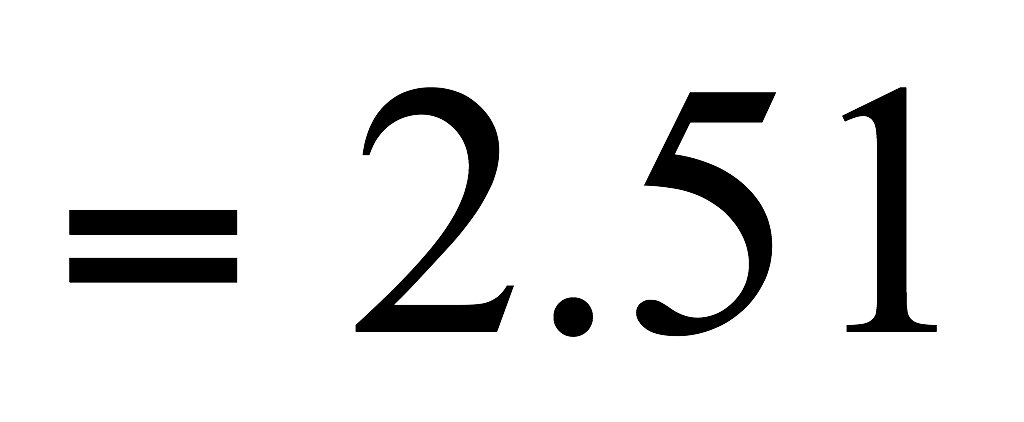 = 2.51